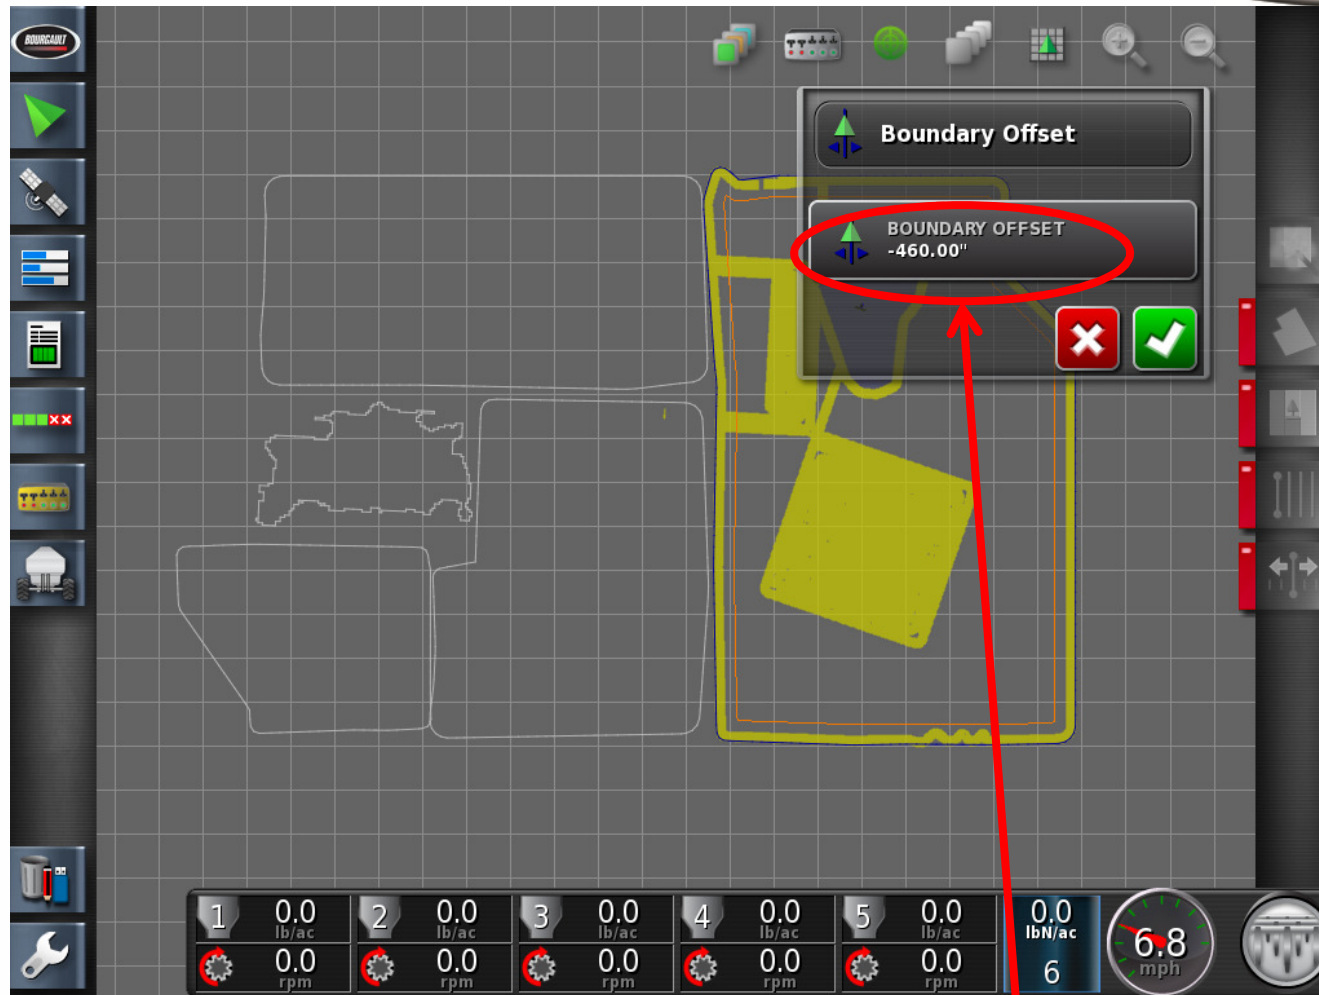 BOURGAULT
Boundary Offset
BOUNDARY OFFSET
-460.00"
1 0.0 lb/ac
0.0 rpm
2 0.0 lb/ac
0.0 rpm
3 0.0 lb/ac
0.0 rpm
4 0.0 lb/ac
0.0 rpm
5 0.0 lb/ac
0.0 rpm
0.0
lbN/ac
6
6.8
mph